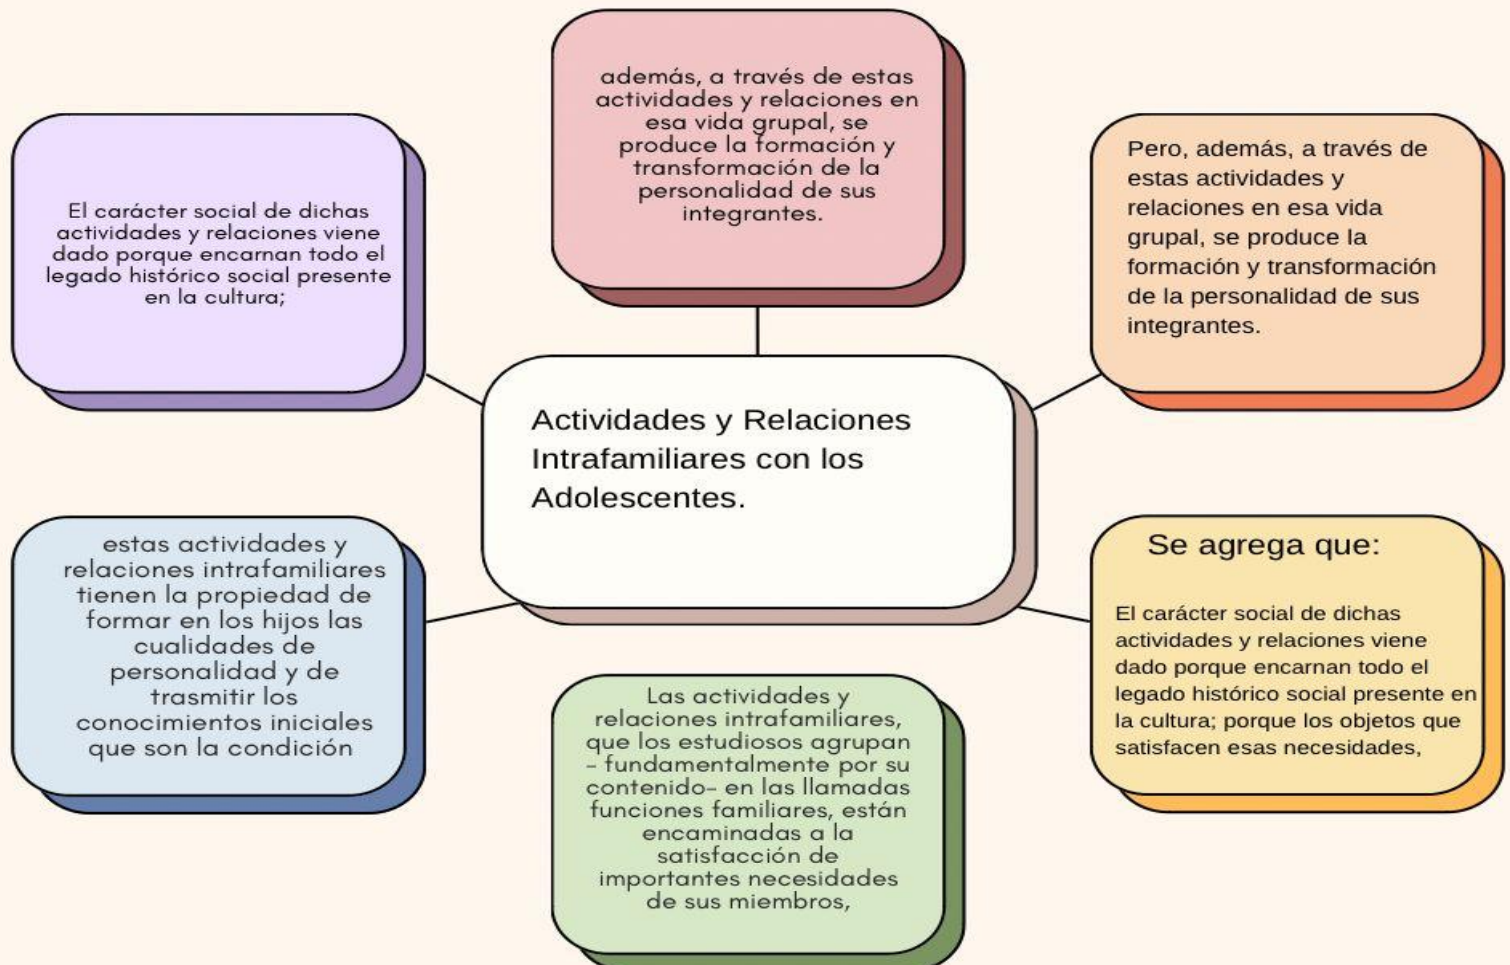 además, a través de estas
actividades y relaciones en
esa vida grupal, se
produce la formación y
transformación de la
personalidad de sus
integrantes.
El carácter social de dichas
actividades y relaciones viene
dado porque encarnan todo el
legado histórico social presente
en la cultura;
Pero, además, a través de
estas actividades y
relaciones en esa vida
grupal, se produce la
formación y transformación
de la personalidad de sus
integrantes.
Actividades y Relaciones
Intrafamiliares con los
Adolescentes.
estas actividades y
relaciones intrafamiliares
tienen la propiedad de
formar en los hijos las
cualidades de
personalidad y de
trasmitir los
conocimientos iniciales
que son la condición
Se agrega que:
El carácter social de dichas
actividades y relaciones viene
dado porque encarnan todo el
legado histórico social presente en
la cultura; porque los objetos que
satisfacen esas necesidades,
Las actividades y
relaciones intrafamiliares,
que los estudiosos agrupan
- fundamentalmente por su
contenido- en las llamadas
funciones familiares, están
encaminadas a la
satisfacción de
importantes necesidades
de sus miembros,